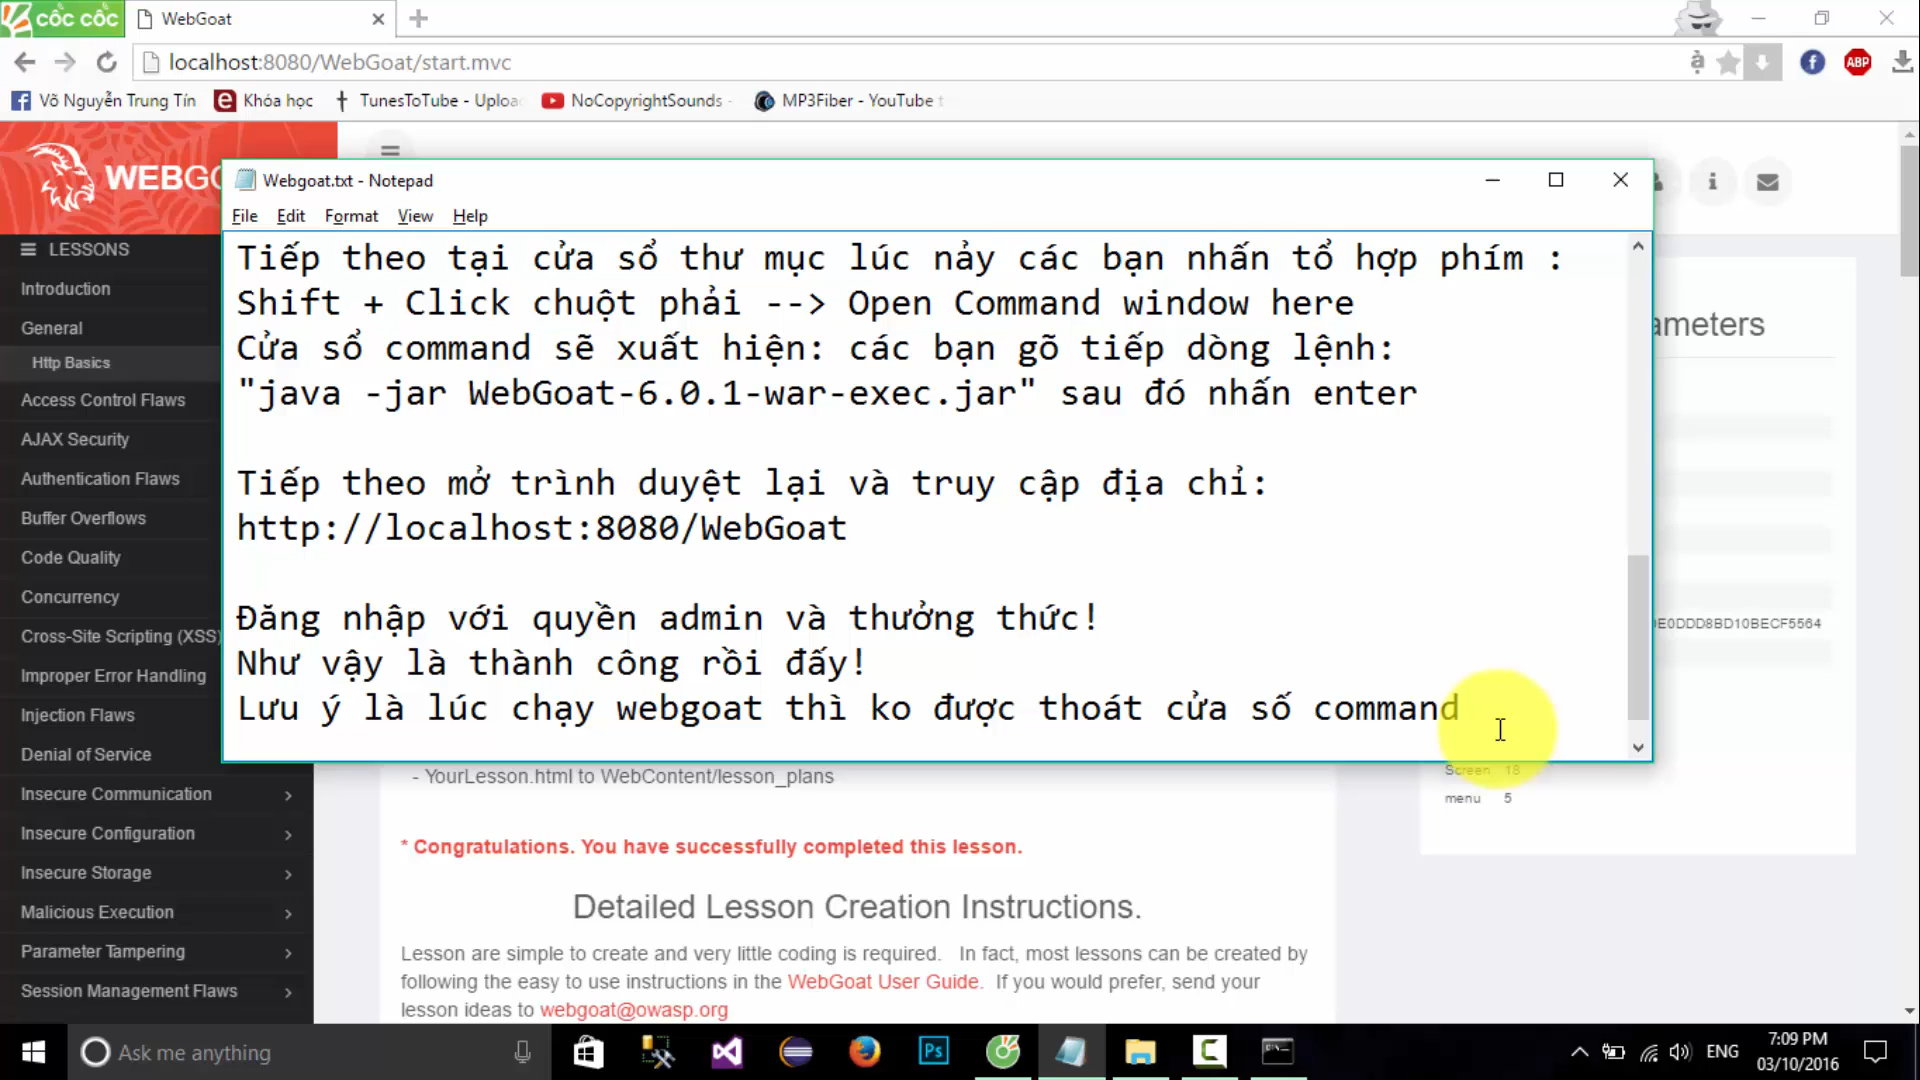 cốc cốc
WebGoat
localhost:8080/WebGoat/start.mvc
ABP
Võ Nguyễn Trung Tín
Khóa học
TunesToTube - Uploa
NoCopyrightSounds -
MP3Fiber - YouTube t
WEBG
Webgoat.txt - Notepad
File Edit Format View Help
Tiếp theo tại cửa sổ thư mục lúc nảy các bạn nhấn tổ hợp phím :
Shift + Click chuột phải --> Open Command window here
Cửa sổ command sẽ xuất hiện: các bạn gõ tiếp dòng lệnh:
"java -jar WebGoat-6.0.1-war-exec.jar" sau đó nhấn enter
Tiếp theo mở trình duyệt lại và truy cập địa chỉ:
http://localhost:8080/WebGoat
Đăng nhập với quyền admin và thưởng thức!
Như vậy là thành công rồi đấy!
Lưu ý là lúc chạy webgoat thì ko được thoát cửa số command
LESSONS
Introduction
General
Http Basics
Access Control Flaws
AJAX Security
Authentication Flaws
Buffer Overflows
Code Quality
Concurrency
Cross-Site Scripting (XSS)
Improper Error Handling
Injection Flaws
Denial of Service
Insecure Communication
Insecure Configuration
Insecure Storage
Malicious Execution
Parameter Tampering
Session Management Flaws
ameters
E0DDD8BD10BECF5564
Screen 18
menu 5
- YourLesson.html to WebContent/lesson_plans
* Congratulations. You have successfully completed this lesson.
Detailed Lesson Creation Instructions.
Lesson are simple to create and very little coding is required. In fact, most lessons can be created by
following the easy to use instructions in the WebGoat User Guide. If you would prefer, send your
lesson ideas to webgoat@owasp.org
Ask me anything
Ps
ENG
7:09 PM
03/10/2016